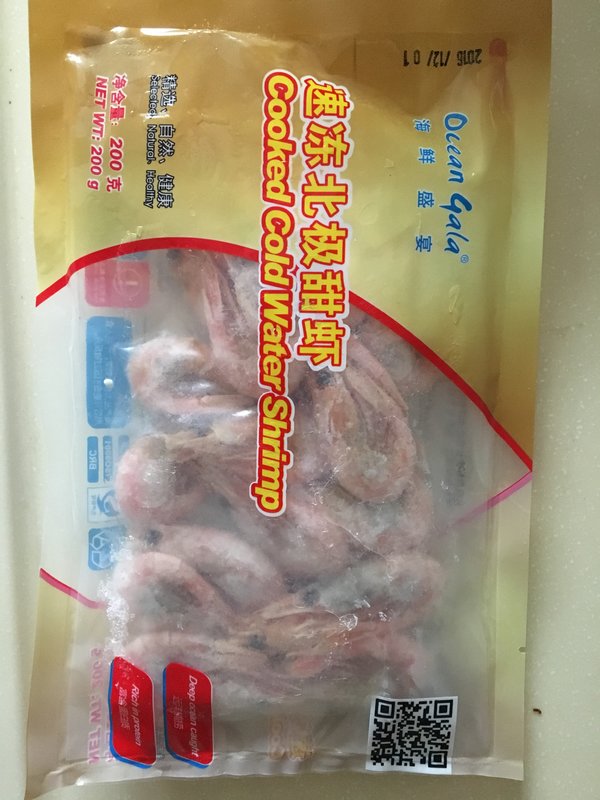 2016/12/01
Ocean Gala®
海鲜盛宴
速冻北极甜虾
Cooked Cold Water Shrimp
精选、自然、健康
Selected, Natural, Healthy
净含量: 200 克
NET WT: 200 g
Deep ocean caught
Rich in protein
BRC